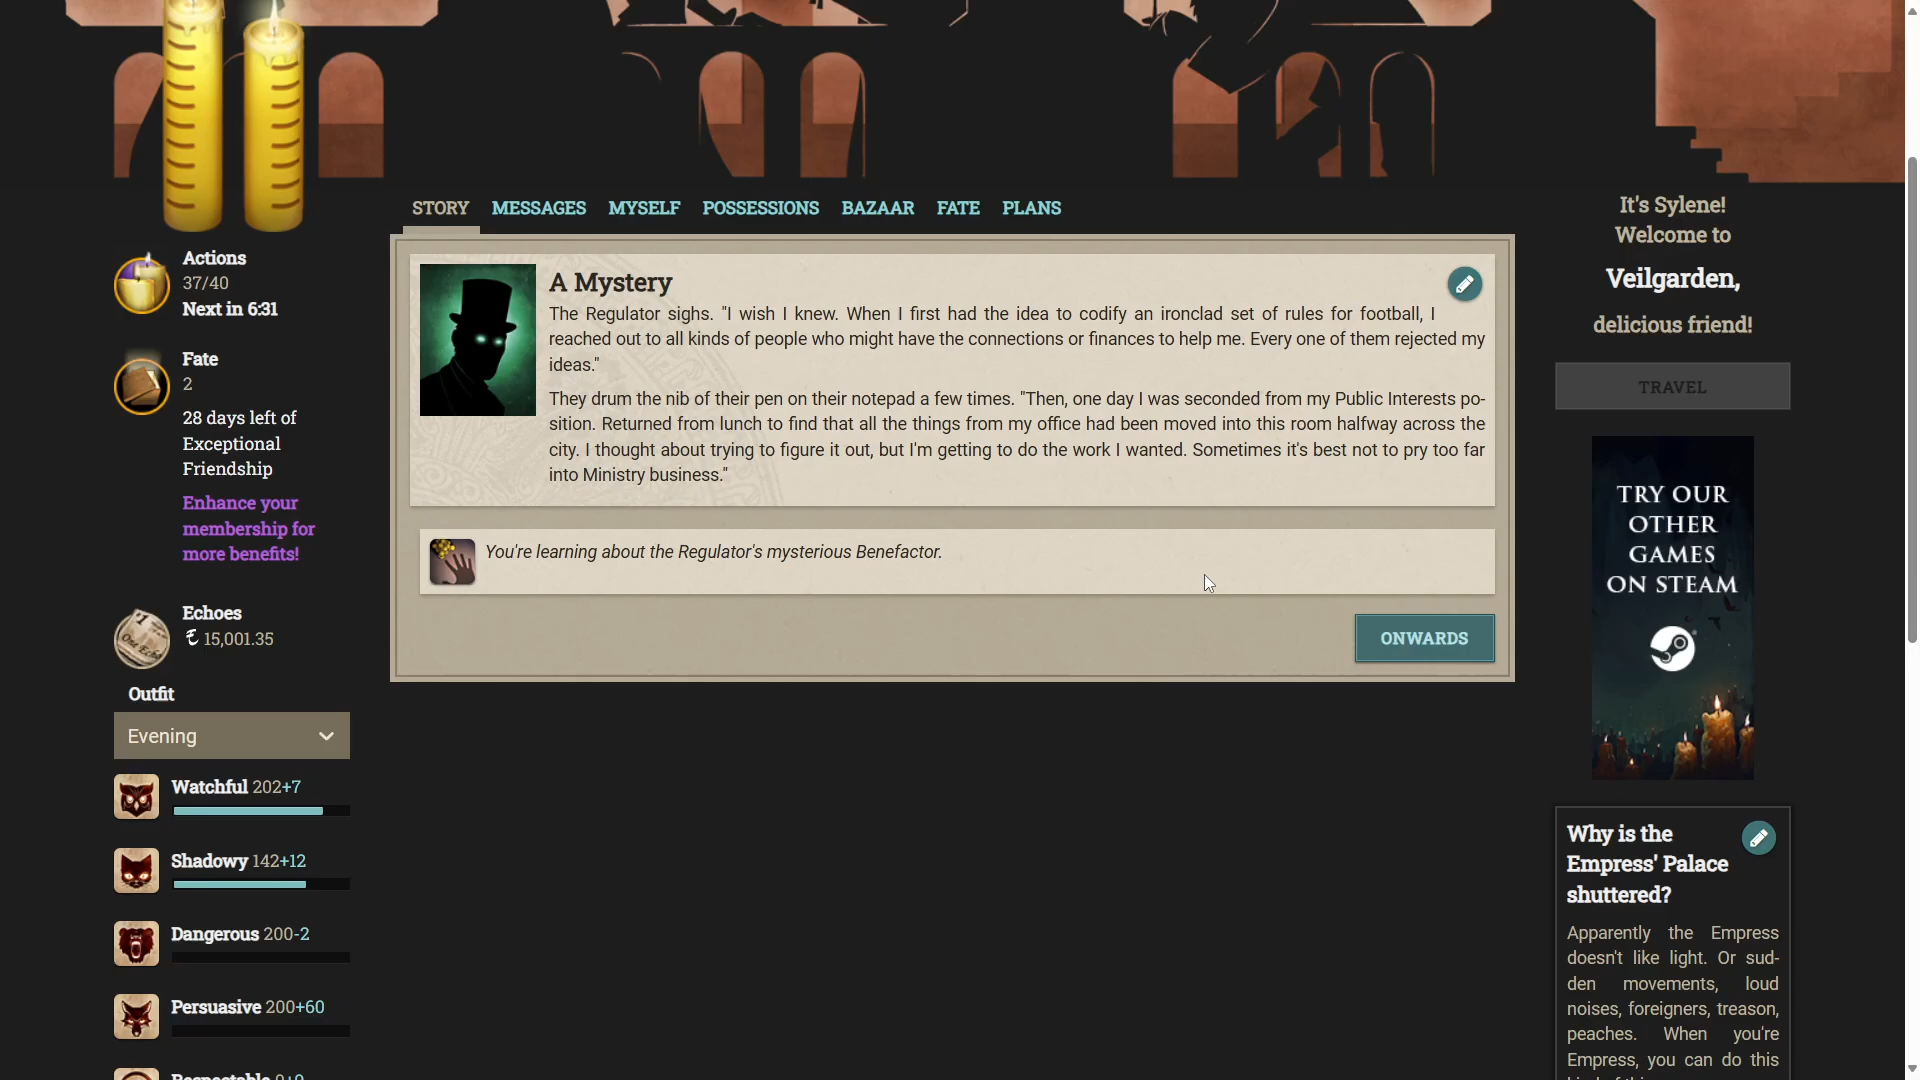 STORY MESSAGES MYSELF POSSESSIONS BAZAAR FATE PLANS
Actions
37/40
Next in 6:31
Fate
2
28 days left of
Exceptional
Friendship
Enhance your
membership for
more benefits!
Echoes
15,001.35
Outfit
Evening
Watchful 202+7
Shadowy 142+12
Dangerous 200-2
Persuasive 200+60
A Mystery
The Regulator sighs. "I wish I knew. When I first had the idea to codify an ironclad set of rules for football, I
reached out to all kinds of people who might have the connections or finances to help me. Every one of them rejected my
ideas."
They drum the nib of their pen on their notepad a few times. "Then, one day I was seconded from my Public Interests po-
sition. Returned from lunch to find that all the things from my office had been moved into this room halfway across the
city. I thought about trying to figure it out, but I'm getting to do the work I wanted. Sometimes it's best not to pry too far
into Ministry business."
You're learning about the Regulator's mysterious Benefactor.
ONWARDS
It's Sylene!
Welcome to
Veilgarden,
delicious friend!
TRAVEL
TRY OUR
OTHER
GAMES
ON STEAM
Why is the
Empress' Palace
shuttered?
Apparently the Empress
doesn't like light. Or sud-
den movements, loud
noises, foreigners, treason,
peaches. When you're
Empress, you can do this